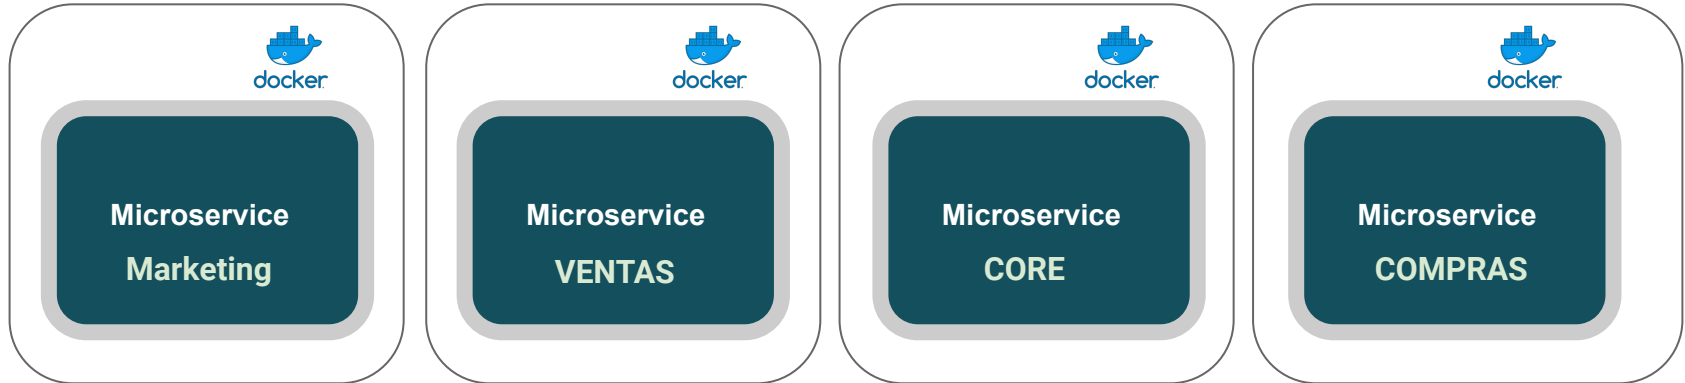 docker
Microservice
Marketing
docker
Microservice
VENTAS
docker
Microservice
CORE
docker
Microservice
COMPRAS